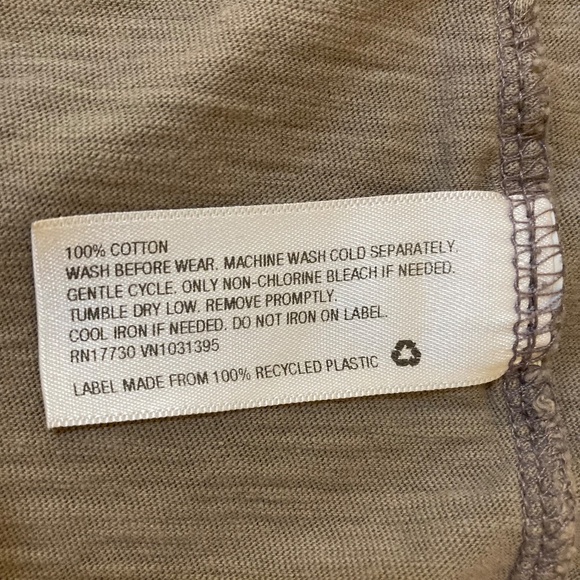 100% COTTON
WASH BEFORE WEAR. MACHINE WASH COLD SEPARATELY,
GENTLE CYCLE. ONLY NON-CHLORINE BLEACH IF NEEDED.
TUMBLE DRY LOW. REMOVE PROMPTLY.
COOL IRON IF NEEDED. DO NOT IRON ON LABEL.
RN17730 VN1031395
LABEL MADE FROM 100% RECYCLED PLASTIC